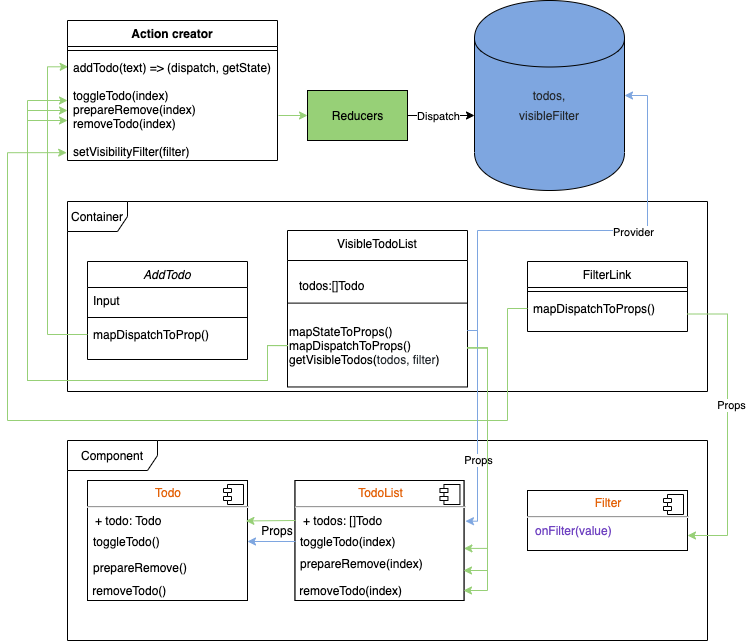 Action creator
addTodo(text) => (dispatch, getState)
toggleTodo(index)
prepareRemove(index)
removeTodo(index)
setVisibilityFilter(filter)
Reducers
Dispatch
todos,
visibleFilter
Provider
Container
AddTodo
Input
mapDispatchToProp()
VisibleTodoList
todos:[]Todo
mapStateToProps()
mapDispatchToProps()
getVisibleTodos(todos, filter)
FilterLink
mapDispatchToProps()
Props
Props
Component
Todo
+ todo: Todo
toggleTodo()
prepareRemove()
removeTodo()
Props
TodoList
+ todos: []Todo
toggleTodo(index)
prepareRemove(index)
removeTodo(index)
Filter
onFilter(value)